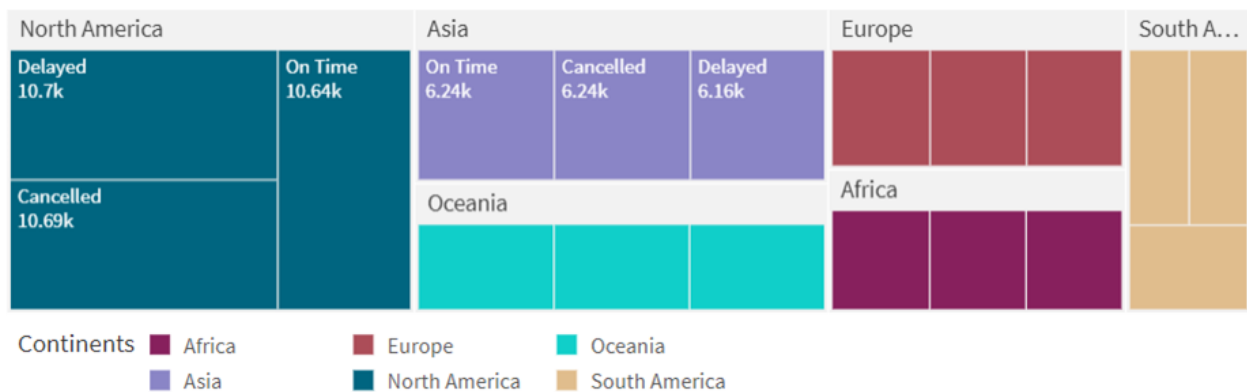 North America
Delayed
10.7k
On Time
10.64k
Cancelled
10.69k
Asia
On Time
6.24k
Cancelled
6.24k
Delayed
6.16k
Oceania
Europe
Africa
South A...
Continents
Africa
Europe
Oceania
Asia
North America
South America